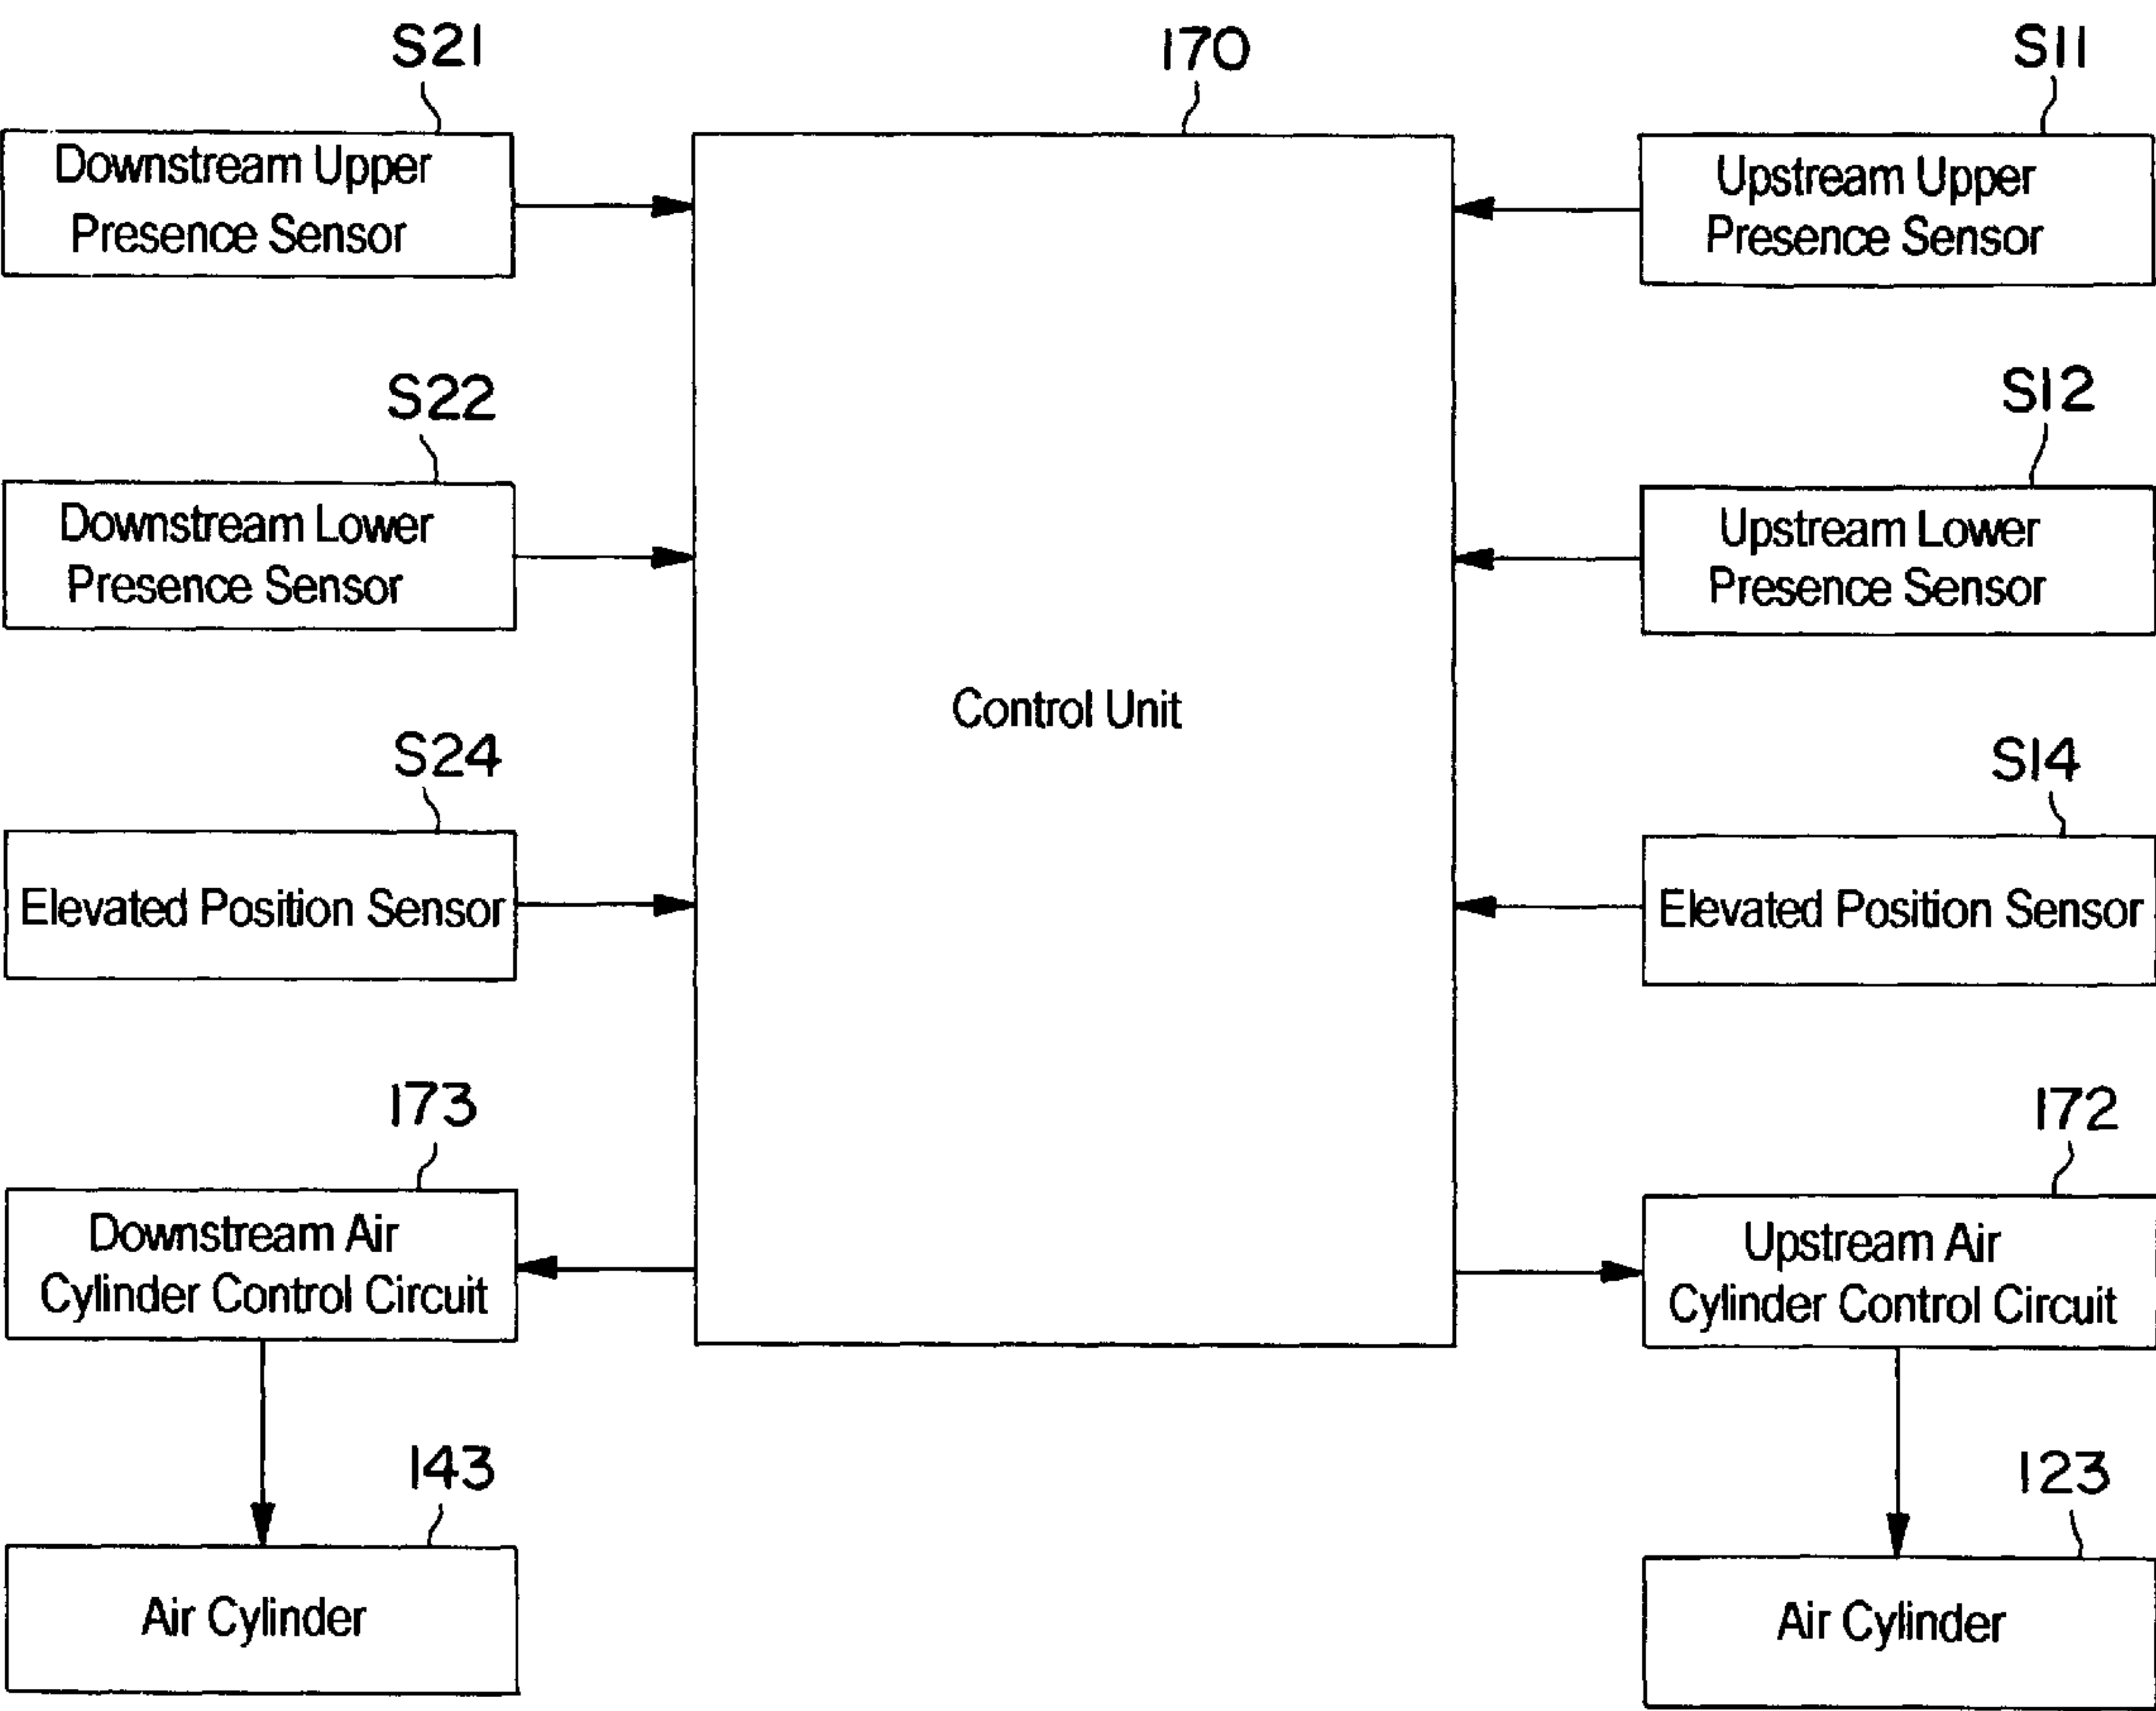 S21
170
S11
Downstream Upper
Presence Sensor
Upstream Upper
Presence Sensor
S22
S12
Downstream Lower
Presence Sensor
Upstream Lower
Presence Sensor
Control Unit
S24
S14
Elevated Position Sensor
Elevated Position Sensor
173
172
Downstream Air
Cylinder Control Circuit
Upstream Air
Cylinder Control Circuit
143
123
Air Cylinder
Air Cylinder